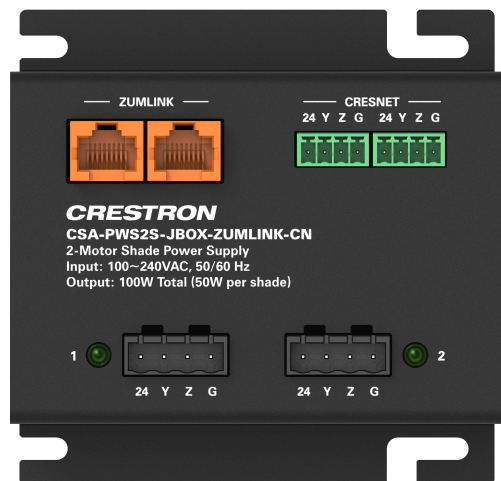 ZUMLINK
CRESNET
24 Y Z G 24 Y Z G
CRESTRON
CSA-PWS2S-JBOX-ZUMLINK-CN
2-Motor Shade Power Supply
Input: 100~240VAC, 50/60 Hz
Output: 100W Total (50W per shade)
1
2
24 Y Z G
24 Y Z G